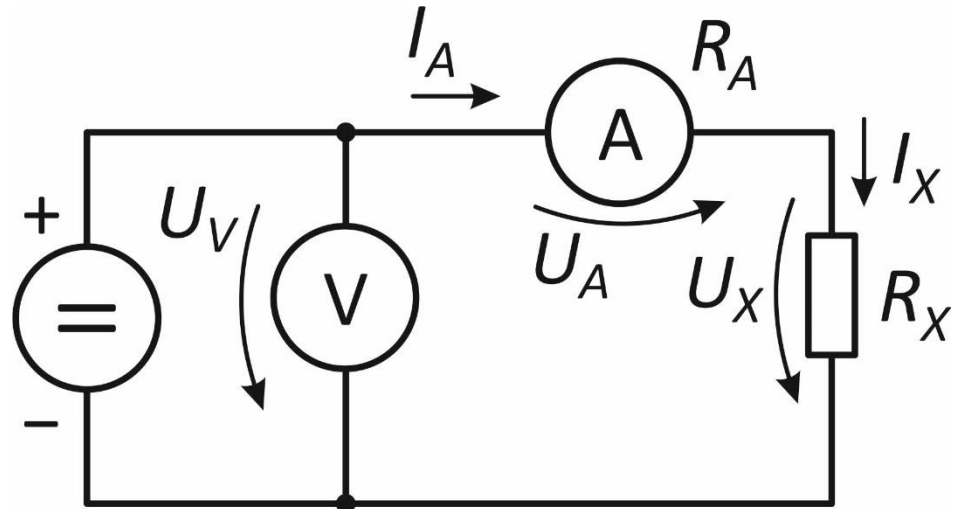 I_A
R_A
A
I_X
+
U_V
V
U_A
U_X
R_X
=
−